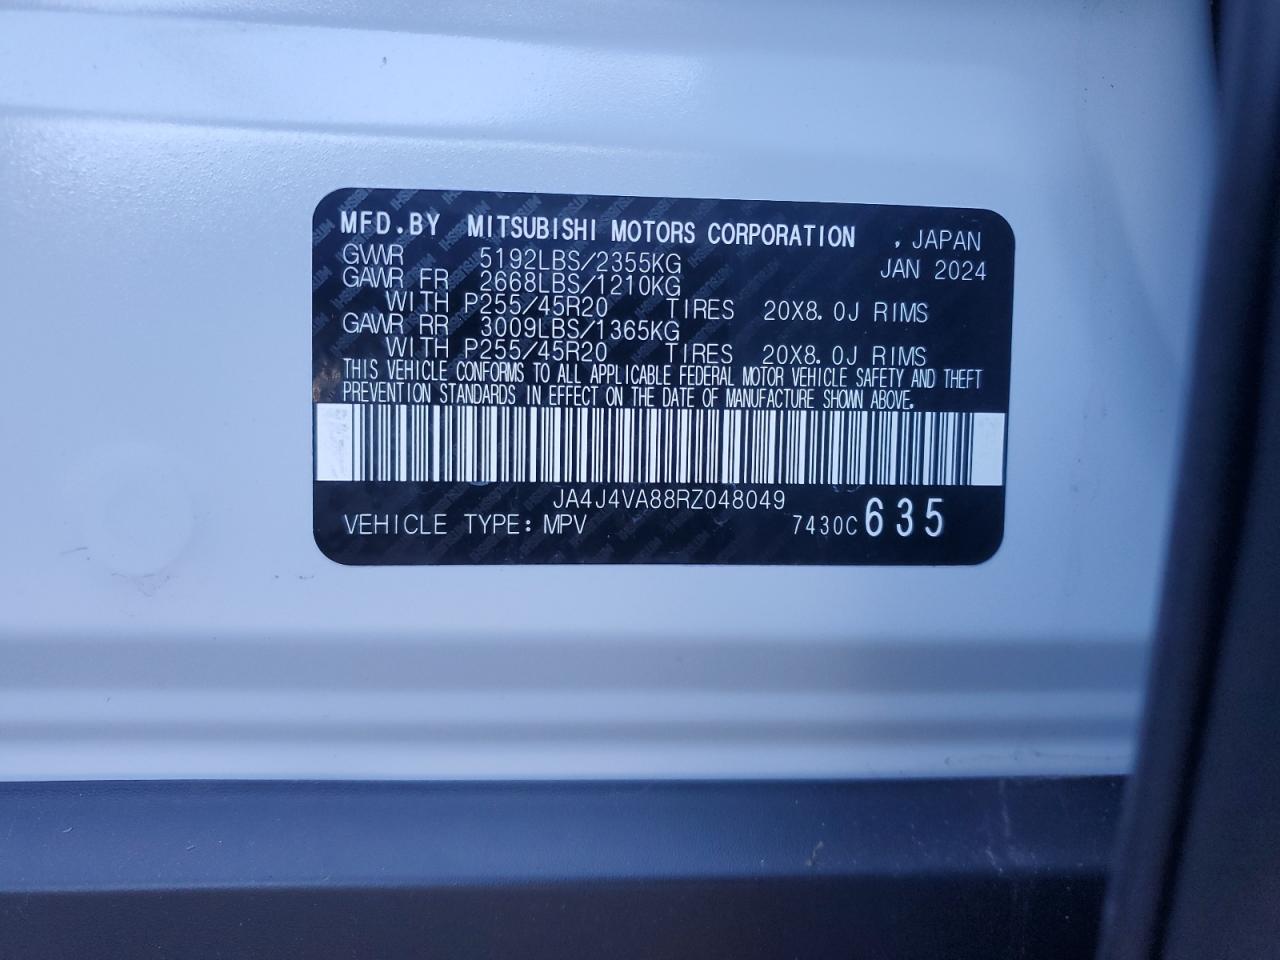 MFD.BY MITSUBISHI MOTORS CORPORATION , JAPAN
GVWR 5192LBS/2355KG JAN 2024
GAWR FR 2668LBS/1210KG
WITH P255/45R20 TIRES 20X8.0J RIMS
GAWR RR 3009LBS/1365KG
WITH P255/45R20 TIRES 20X8.0J RIMS
THIS VEHICLE CONFORMS TO ALL APPLICABLE FEDERAL MOTOR VEHICLE SAFETY AND THEFT
PREVENTION STANDARDS IN EFFECT ON THE DATE OF MANUFACTURE SHOWN ABOVE.
JA4J4VA88RZ048049
VEHICLE TYPE: MPV 7430C 635